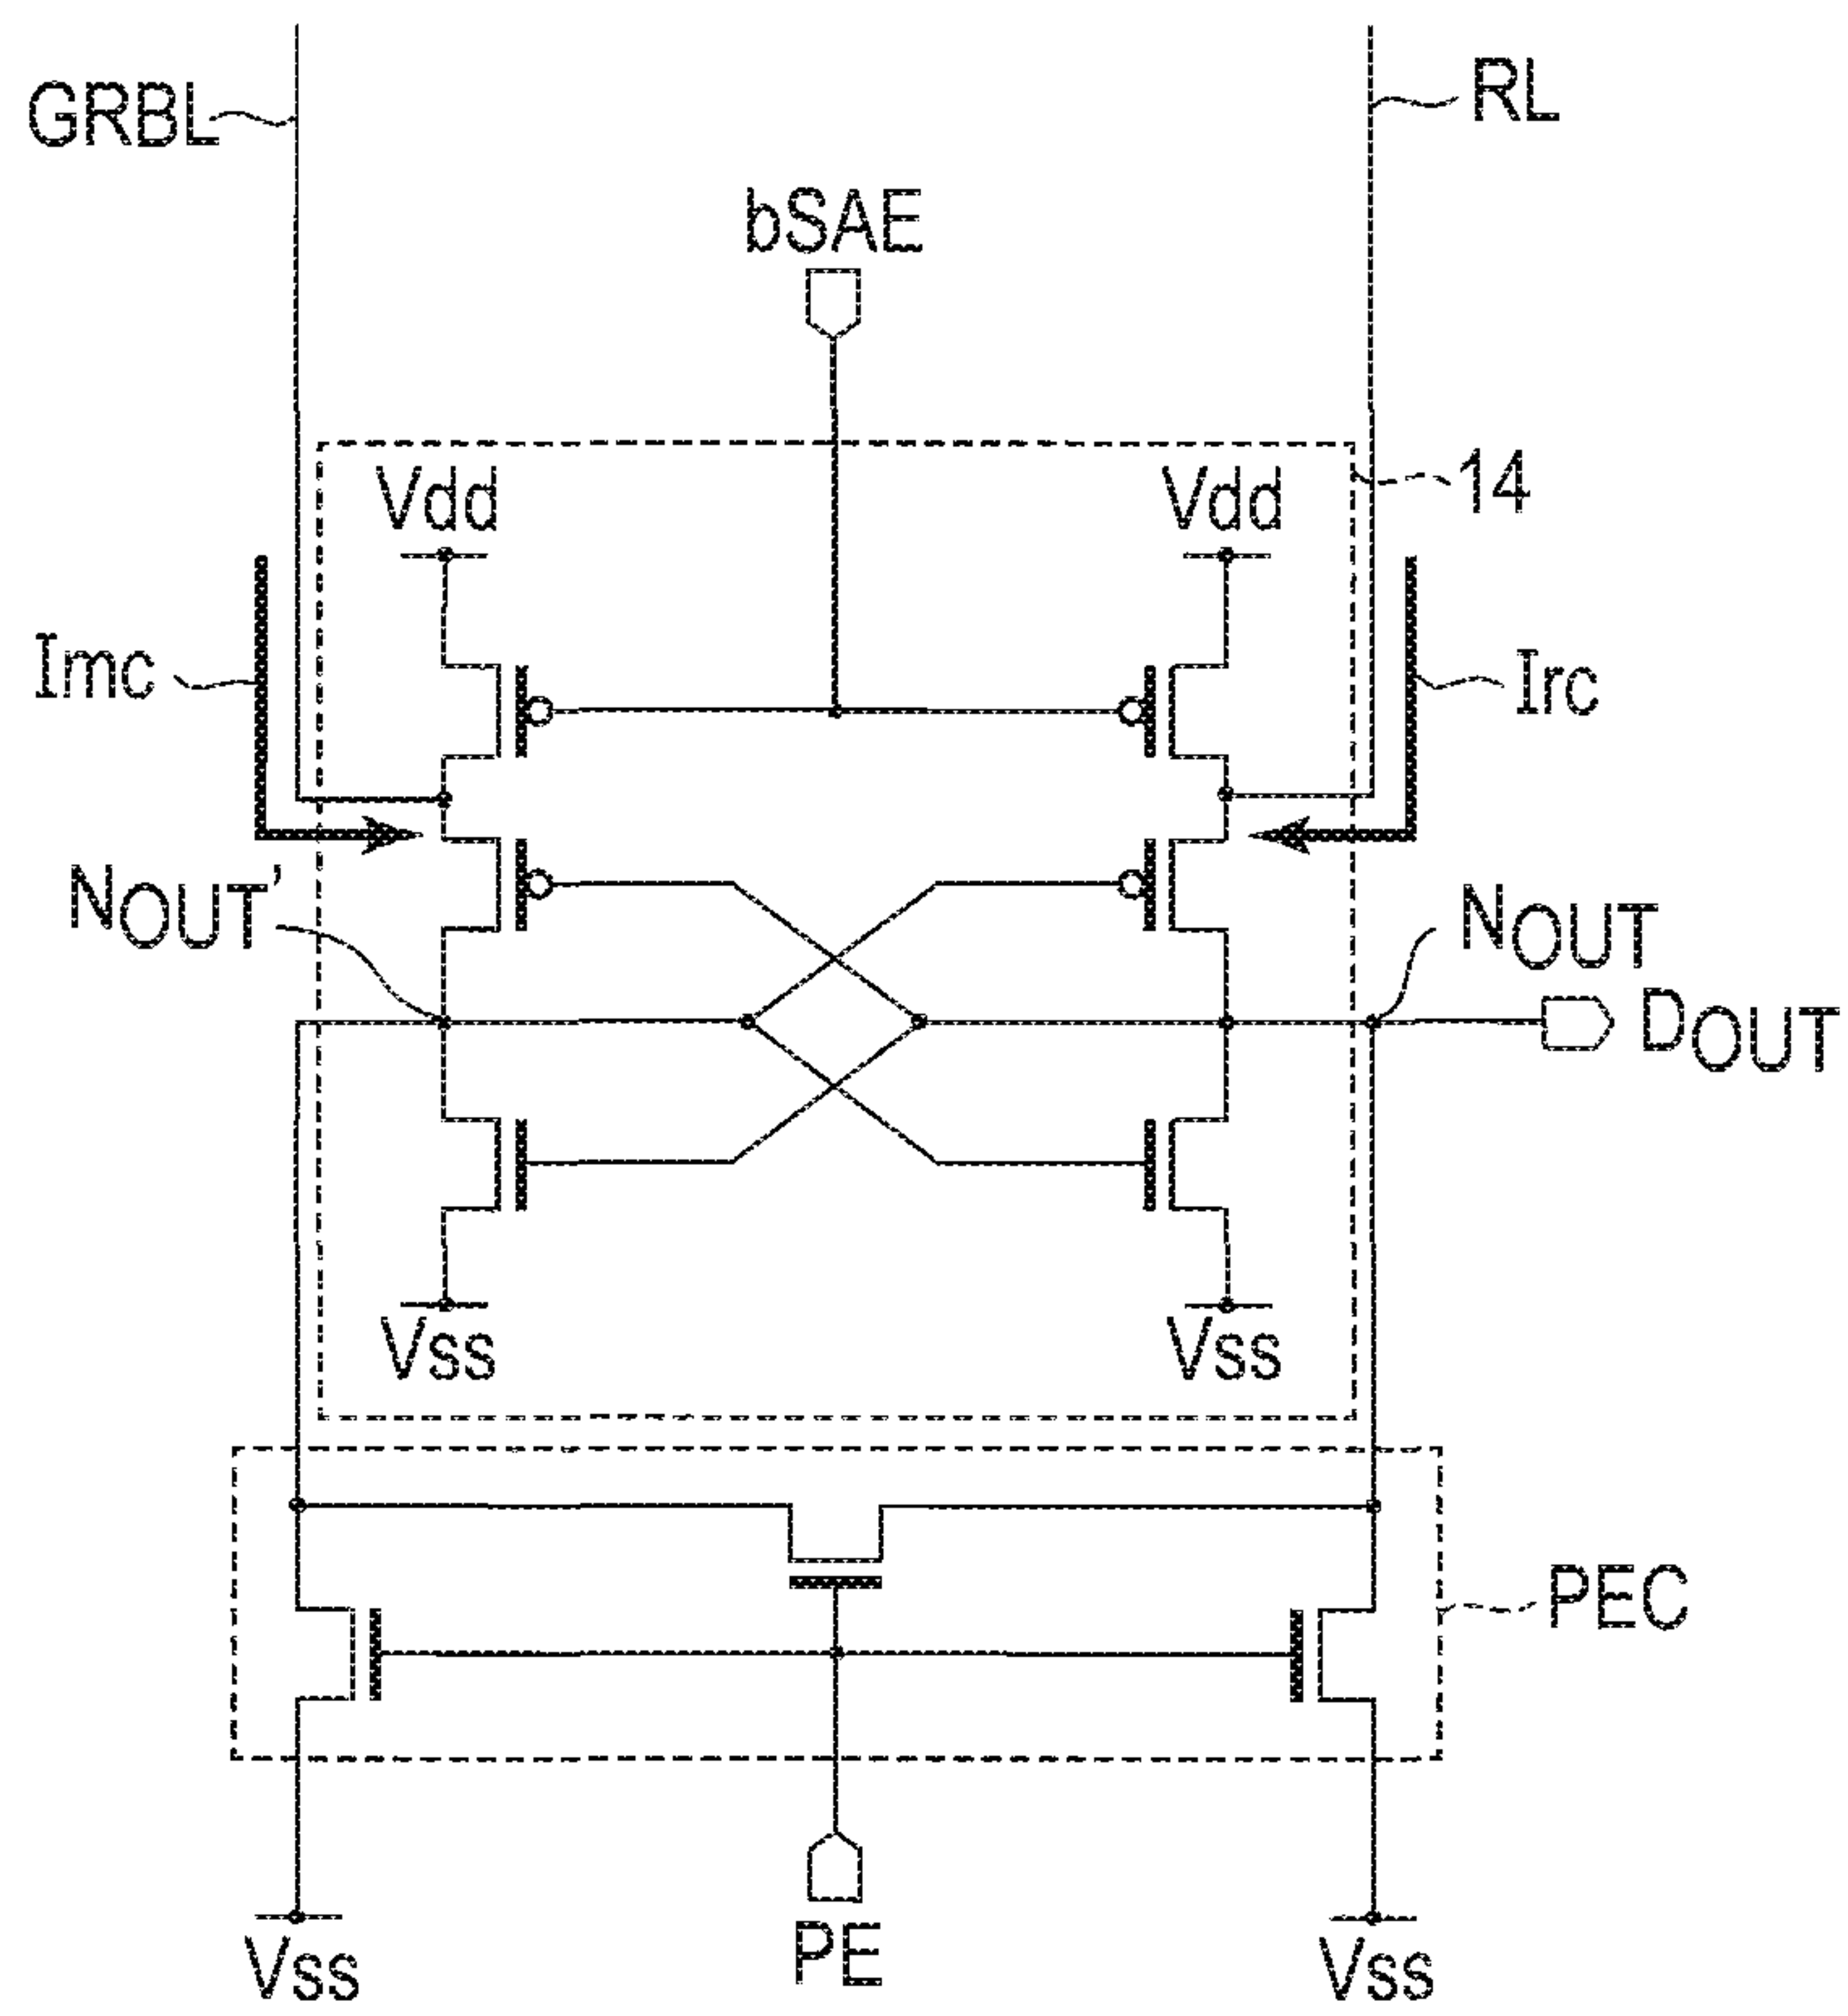 GRBL
RL
bSAE
14
Vdd
Vdd
Imc
Irc
NOUT'
NOUT
DOUT
Vss
Vss
PEC
PE
Vss
Vss